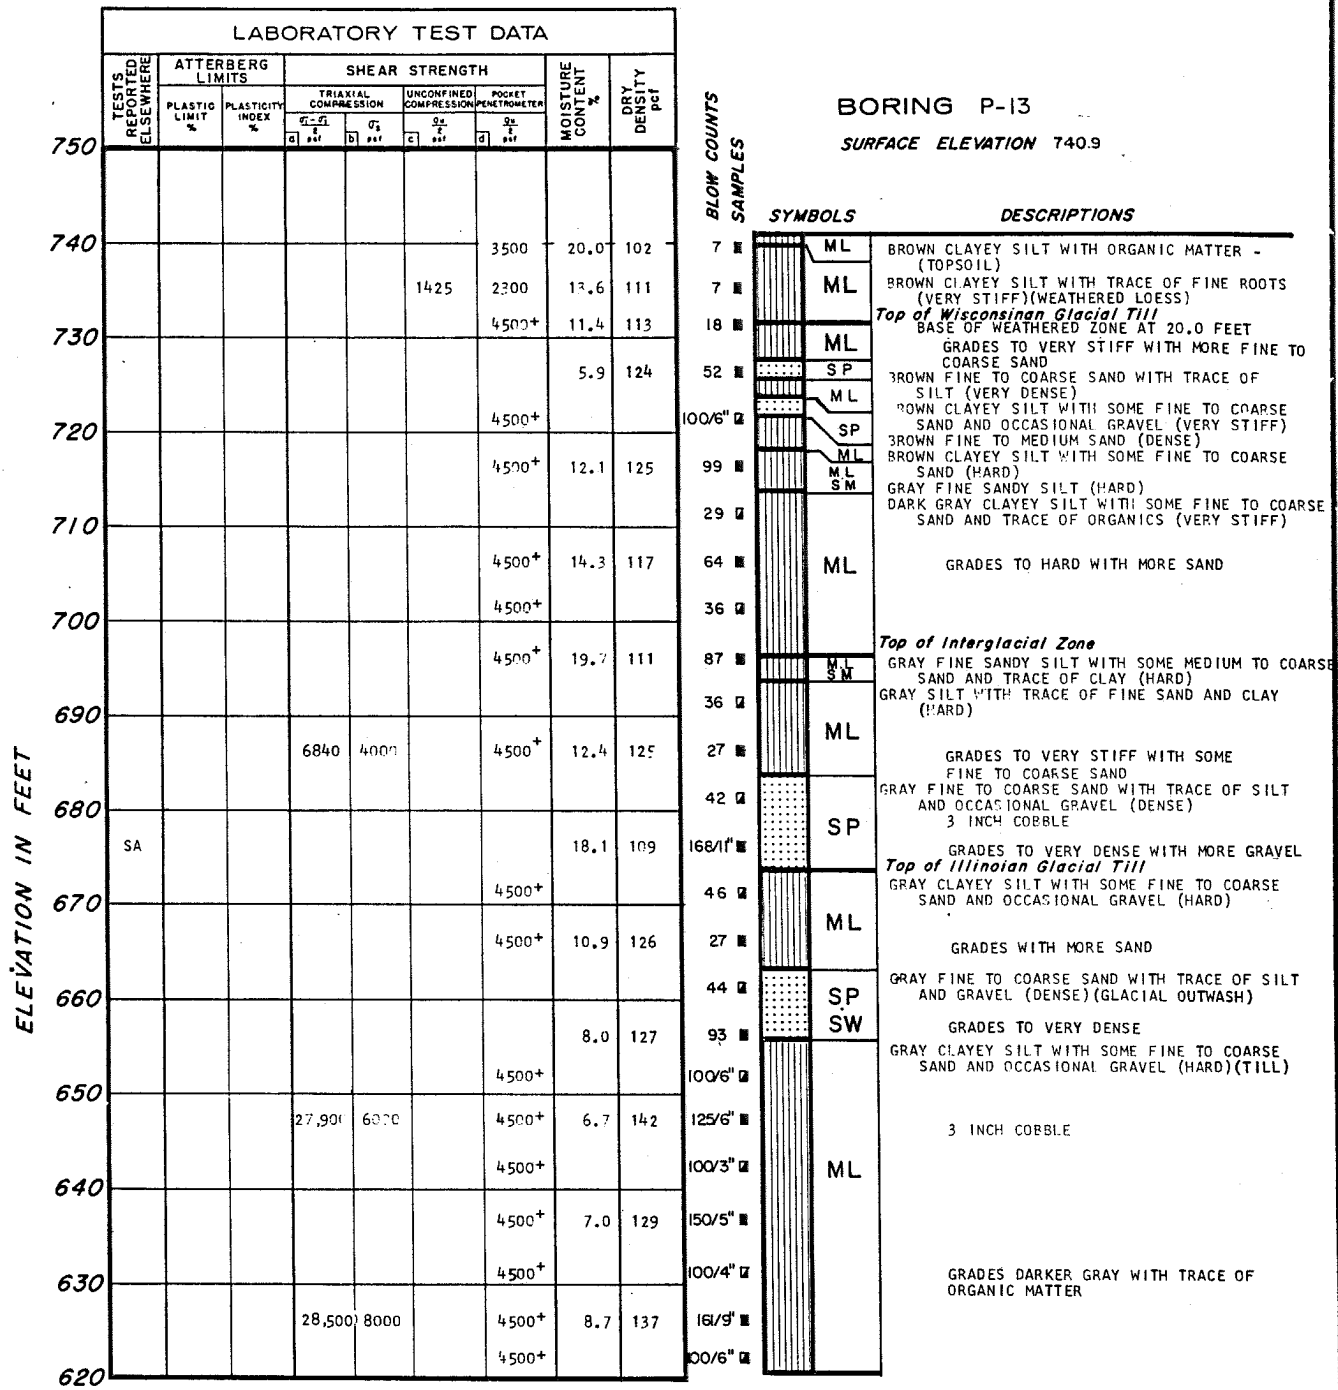 LABORATORY TEST DATA
TESTS REPORTED ELSEWHERE
ATTERBERG LIMITS
SHEAR STRENGTH
MOISTURE CONTENT %
DRY DENSITY pcf
TRIAXIAL COMPRESSION
UNCONFINED COMPRESSION
POCKET PENETROMETER
PLASTIC LIMIT %
PLASTICITY INDEX %
a psf
b psf
c psf
d psf
BLOW COUNTS
SAMPLES
BORING P-13
SURFACE ELEVATION 740.9
SYMBOLS DESCRIPTIONS
ELEVATION IN FEET
750
740 3500 20.0 102 7 ML BROWN CLAYEY SILT WITH ORGANIC MATTER -
(TOPSOIL)
1425 2300 13.6 111 7 ML BROWN CLAYEY SILT WITH TRACE OF FINE ROOTS
(VERY STIFF)(WEATHERED LOESS)
Top of Wisconsinan Glacial Till
4500+ 11.4 113 18 BASE OF WEATHERED ZONE AT 20.0 FEET
730 ML GRADES TO VERY STIFF WITH MORE FINE TO
COARSE SAND
5.9 124 52 SP BROWN FINE TO COARSE SAND WITH TRACE OF
SILT (VERY DENSE)
ML BROWN CLAYEY SILT WITH SOME FINE TO COARSE
4500+ 100/6" SAND AND OCCASIONAL GRAVEL (VERY STIFF)
720 SP BROWN FINE TO MEDIUM SAND (DENSE)
ML BROWN CLAYEY SILT WITH SOME FINE TO COARSE
4500+ 12.1 125 99 SAND (HARD)
ML SM GRAY FINE SANDY SILT (HARD)
DARK GRAY CLAYEY SILT WITH SOME FINE TO COARSE
29 SAND AND TRACE OF ORGANICS (VERY STIFF)
710
4500+ 14.3 117 64 ML GRADES TO HARD WITH MORE SAND
4500+ 36
700
Top of Interglacial Zone
4500+ 19.7 111 87 ML SM GRAY FINE SANDY SILT WITH SOME MEDIUM TO COARSE
SAND AND TRACE OF CLAY (HARD)
36 GRAY SILT WITH TRACE OF FINE SAND AND CLAY
(HARD)
690
ML
6840 4000 4500+ 12.4 125 27 GRADES TO VERY STIFF WITH SOME
FINE TO COARSE SAND
42 GRAY FINE TO COARSE SAND WITH TRACE OF SILT
AND OCCASIONAL GRAVEL (DENSE)
680 SP 3 INCH COBBLE
SA 18.1 109 168/11" GRADES TO VERY DENSE WITH MORE GRAVEL
Top of Illinoian Glacial Till
4500+ 46 GRAY CLAYEY SILT WITH SOME FINE TO COARSE
670 SAND AND OCCASIONAL GRAVEL (HARD)
ML
4500+ 10.9 126 27 GRADES WITH MORE SAND
44 GRAY FINE TO COARSE SAND WITH TRACE OF SILT
660 SP SW AND GRAVEL (DENSE)(GLACIAL OUTWASH)
8.0 127 93 GRADES TO VERY DENSE
GRAY CLAYEY SILT WITH SOME FINE TO COARSE
4500+ 100/6" SAND AND OCCASIONAL GRAVEL (HARD)(TILL)
650
6000 4500+ 6.7 142 125/6" 3 INCH COBBLE
4500+ 100/3" ML
640
4500+ 7.0 129 150/5"
4500+ 100/4" GRADES DARKER GRAY WITH TRACE OF
630 ORGANIC MATTER
28,500 8000 4500+ 8.7 137 161/9"
4500+ 00/6"
620